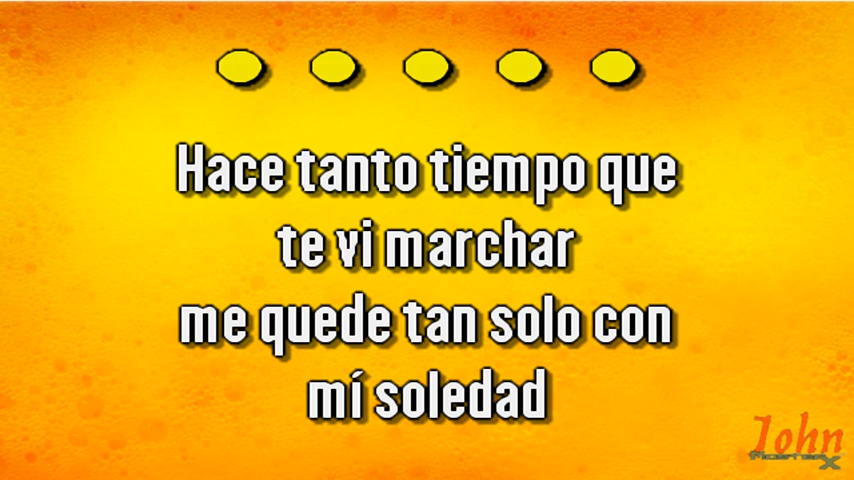 Hace tanto tiempo que
te vi marchar
me quede tan solo con
mí soledad
John